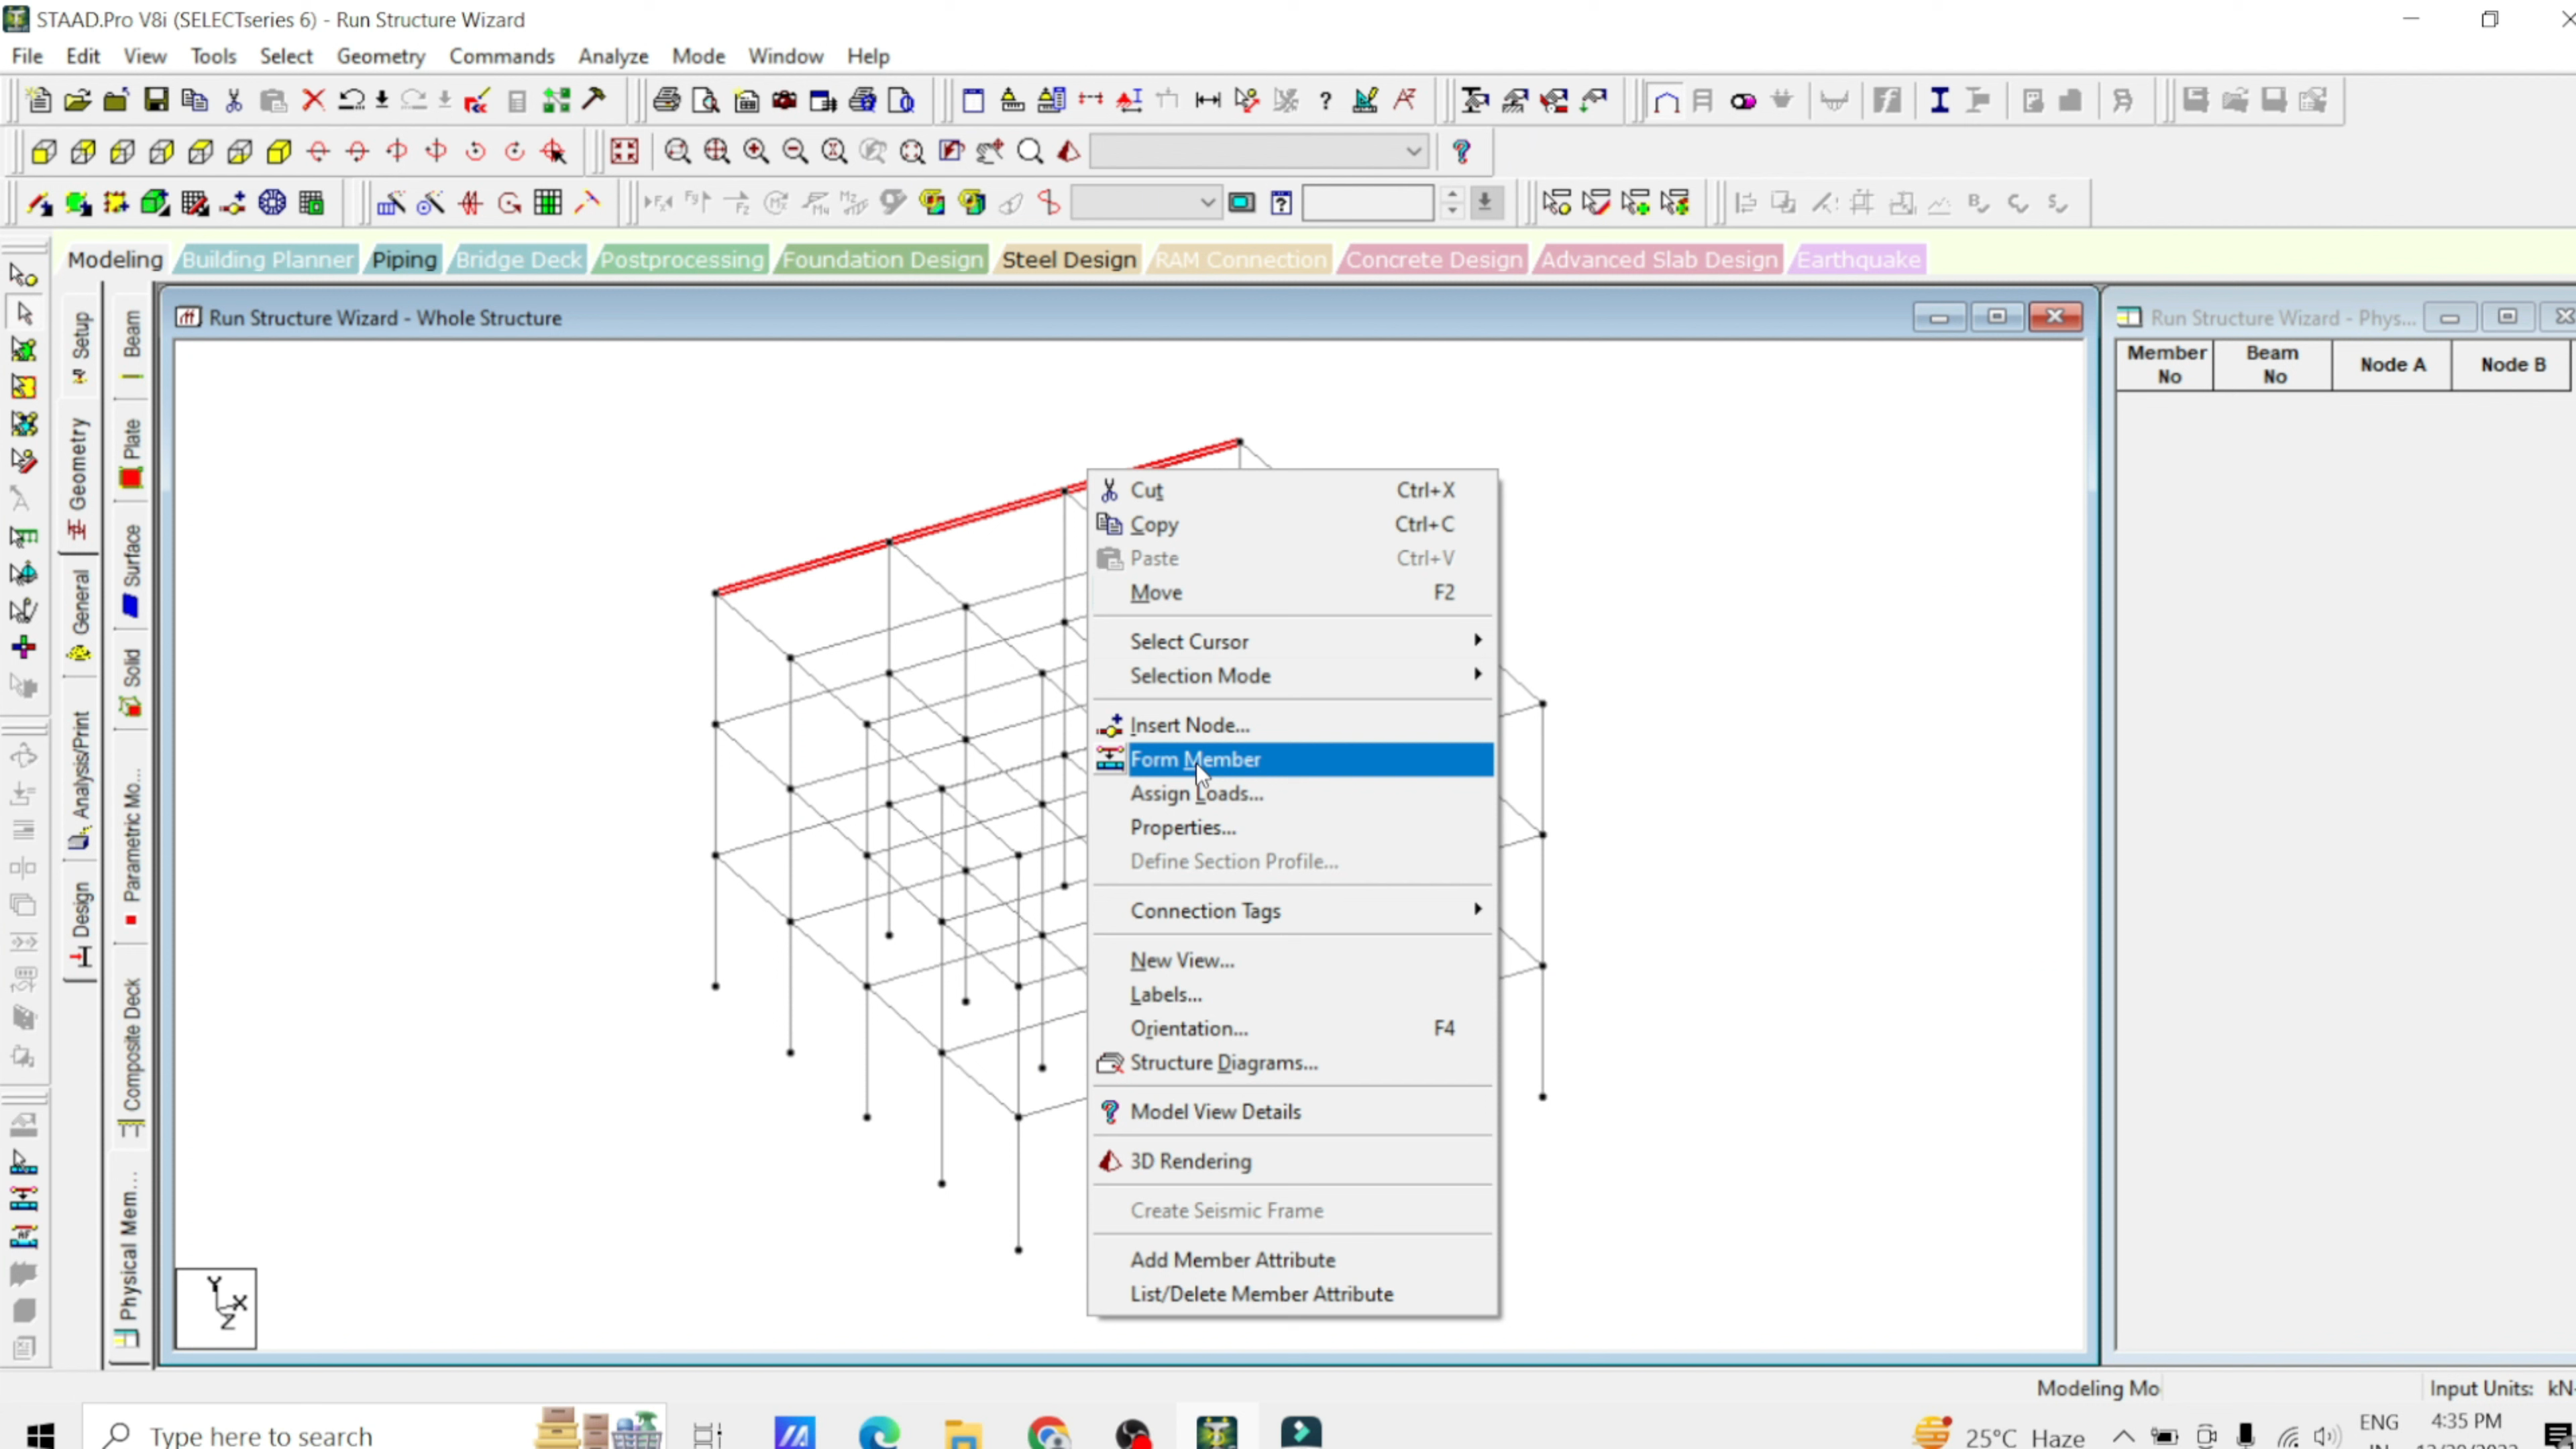 STAAD.Pro V8i (SELECTseries 6) - Run Structure Wizard
File Edit View Tools Select Geometry Commands Analyze Mode Window Help
Modeling Building Planner Piping Bridge Deck Postprocessing Foundation Design Steel Design RAM Connection Concrete Design Advanced Slab Design Earthquake
Setup
Geometry
General
Analysis/Print
Design
Beam
Plate
Surface
Solid
Parametric Mo...
Composite Deck
Physical Mem...
Run Structure Wizard - Whole Structure
Cut Ctrl+X
Copy Ctrl+C
Paste Ctrl+V
Move F2
Select Cursor
Selection Mode
Insert Node...
Form Member
Assign Loads...
Properties...
Define Section Profile...
Connection Tags
New View...
Labels...
Orientation... F4
Structure Diagrams...
Model View Details
3D Rendering
Create Seismic Frame
Add Member Attribute
List/Delete Member Attribute
Y
X
Z
Run Structure Wizard - Phys...
Member No Beam No Node A Node B
Modeling Mo Input Units: kN
Type here to search
25°C Haze
ENG
4:35 PM